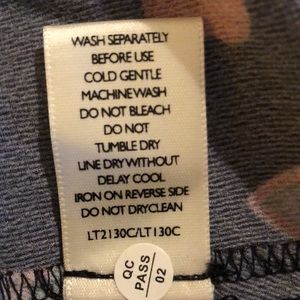 WASH SEPARATELY
BEFORE USE
COLD GENTLE
MACHINE WASH
DO NOT BLEACH
DO NOT
TUMBLE DRY
LINE DRY WITHOUT
DELAY COOL
IRON ON REVERSE SIDE
DO NOT DRYCLEAN
LT2130C/LT130C
QC
PASS
02